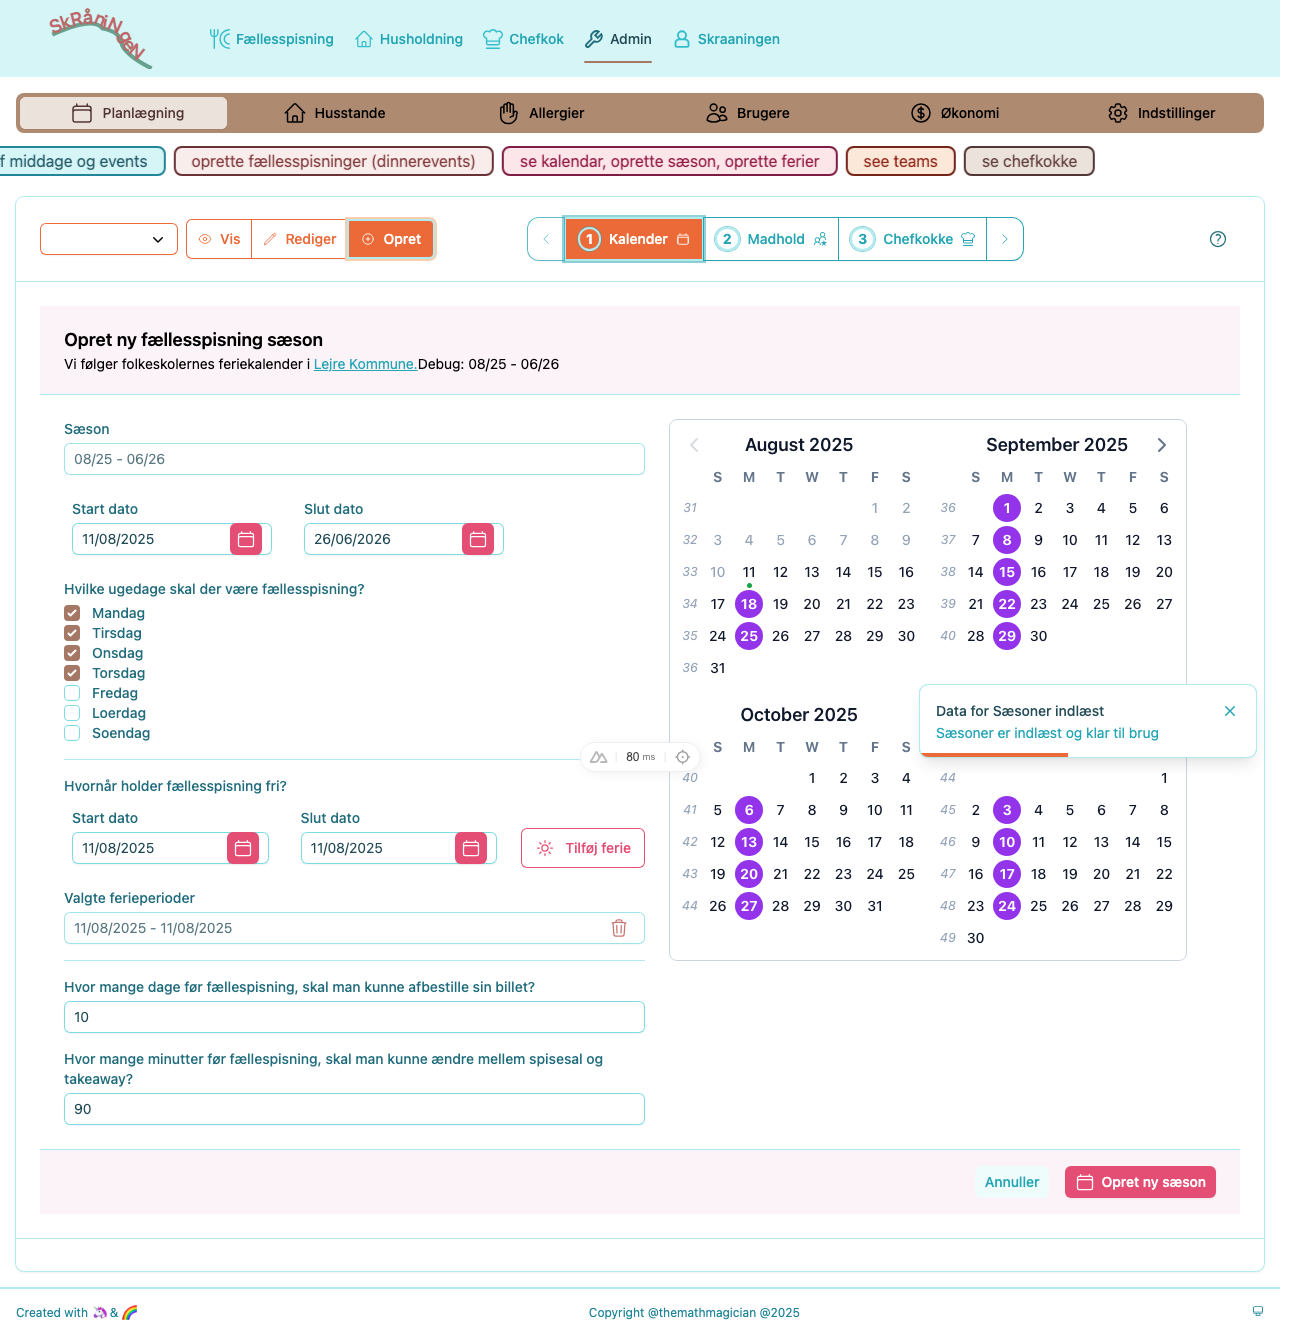 SkRåniNgeN
Fællesspisning Husholdning Chefkok Admin Skraaningen
Planlægning Husstande Allergier Brugere Økonomi Indstillinger
f middage og events oprette fællesspisninger (dinnerevents) se kalendar, oprette sæson, oprette ferier see teams se chefkokke
Vis Rediger Opret 1 Kalender 2 Madhold 3 Chefkokke
Opret ny fællesspisning sæson
Vi følger folkeskolernes feriekalender i Lejre Kommune.Debug: 08/25 - 06/26
Sæson
08/25 - 06/26
Start dato Slut dato
11/08/2025 26/06/2026
Hvilke ugedage skal der være fællesspisning?
Mandag
Tirsdag
Onsdag
Torsdag
Fredag
Loerdag
Soendag
Hvornår holder fællesspisning fri?
Start dato Slut dato
11/08/2025 11/08/2025 Tilføj ferie
Valgte ferieperioder
11/08/2025 - 11/08/2025
Hvor mange dage før fællespisning, skal man kunne afbestille sin billet?
10
Hvor mange minutter før fællespisning, skal man kunne ændre mellem spisesal og
takeaway?
90
August 2025
S M T W T F S
31 1 2
32 3 4 5 6 7 8 9
33 10 11 12 13 14 15 16
34 17 18 19 20 21 22 23
35 24 25 26 27 28 29 30
36 31
September 2025
S M T W T F S
36 1 2 3 4 5 6
37 7 8 9 10 11 12 13
38 14 15 16 17 18 19 20
39 21 22 23 24 25 26 27
40 28 29 30
October 2025
S M T W T F S
40 1 2 3 4
41 5 6 7 8 9 10 11
42 12 13 14 15 16 17 18
43 19 20 21 22 23 24 25
44 26 27 28 29 30 31
44 1
45 2 3 4 5 6 7 8
46 9 10 11 12 13 14 15
47 16 17 18 19 20 21 22
48 23 24 25 26 27 28 29
49 30
Data for Sæsoner indlæst
Sæsoner er indlæst og klar til brug
80 ms
Annuller Opret ny sæson
Created with & Copyright @themathmagician @2025